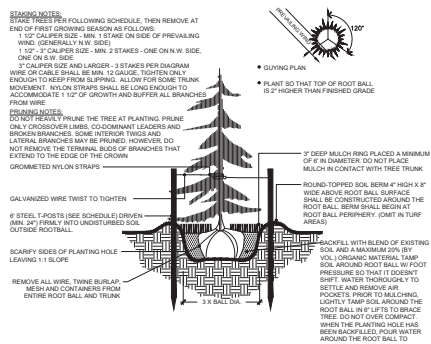 STAKING NOTES:
STAKE TREES PER FOLLOWING SCHEDULE, THEN REMOVE AT
END OF FIRST GROWING SEASON AS FOLLOWS:
1 1/2" CALIPER SIZE - MIN. 1 STAKE ON SIDE OF PREVAILING
WIND. (GENERALLY N.W. SIDE)
1 1/2" - 3" CALIPER SIZE - MIN. 2 STAKES - ONE ON N.W. SIDE,
ONE ON S.W. SIDE
3" CALIPER SIZE AND LARGER - 3 STAKES PER DIAGRAM
WIRE OR CABLE SHALL BE MIN. 12 GAUGE, TIGHTEN ONLY
ENOUGH TO KEEP FROM SLIPPING. ALLOW FOR SOME TRUNK
MOVEMENT. NYLON STRAPS SHALL BE LONG ENOUGH TO
ACCOMMODATE 1 1/2" OF GROWTH AND BUFFER ALL BRANCHES
FROM WIRE
PRUNING NOTES:
DO NOT HEAVILY PRUNE THE TREE AT PLANTING. PRUNE
ONLY CROSSOVER LIMBS, CO-DOMINANT LEADERS AND
BROKEN BRANCHES. SOME INTERIOR TWIGS AND
LATERAL BRANCHES MAY BE PRUNED. HOWEVER, DO
NOT REMOVE THE TERMINAL BUDS OF BRANCHES THAT
EXTEND TO THE EDGE OF THE CROWN
GROMMETED NYLON STRAPS
GALVANIZED WIRE TWIST TO TIGHTEN
6' STEEL T-POSTS (SEE SCHEDULE) DRIVEN
(MIN. 24") FIRMLY INTO UNDISTURBED SOIL
OUTSIDE ROOTBALL.
SCARIFY SIDES OF PLANTING HOLE
LEAVING 1:1 SLOPE
REMOVE ALL WIRE, TWINE BURLAP,
MESH AND CONTAINERS FROM
ENTIRE ROOT BALL AND TRUNK
3 X BALL DIA.
PREVAILING WIND
120°
GUYING PLAN
PLANT SO THAT TOP OF ROOT BALL
IS 2" HIGHER THAN FINISHED GRADE
3" DEEP MULCH RING PLACED A MINIMUM
OF 6' IN DIAMETER. DO NOT PLACE
MULCH IN CONTACT WITH TREE TRUNK
ROUND-TOPPED SOIL BERM 4" HIGH X 8"
WIDE ABOVE ROOT BALL SURFACE
SHALL BE CONSTRUCTED AROUND THE
ROOT BALL. BERM SHALL BEGIN AT
ROOT BALL PERIPHERY. (OMIT IN TURF
AREAS)
BACKFILL WITH BLEND OF EXISTING
SOIL AND A MAXIMUM 20% (BY
VOL.) ORGANIC MATERIAL TAMP
SOIL AROUND ROOT BALL W/ FOOT
PRESSURE SO THAT IT DOESN'T
SHIFT. WATER THOROUGHLY TO
SETTLE AND REMOVE AIR
POCKETS. PRIOR TO MULCHING,
LIGHTLY TAMP SOIL AROUND THE
ROOT BALL IN 6" LIFTS TO BRACE
TREE. DO NOT OVER COMPACT.
WHEN THE PLANTING HOLE HAS
BEEN BACKFILLED, POUR WATER
AROUND THE ROOT BALL TO